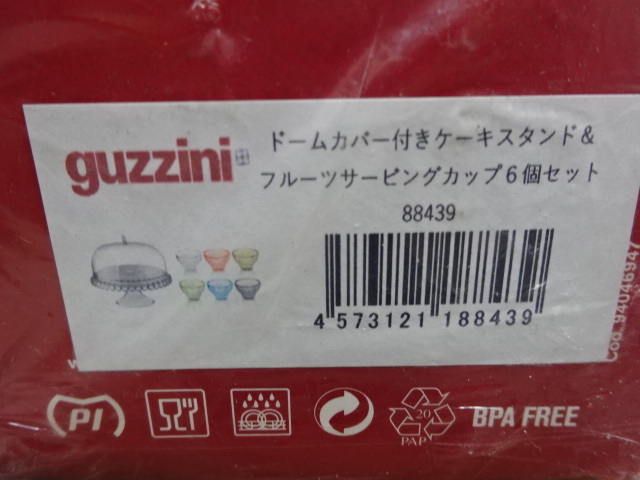 guzzini
ドームカバー付きケーキスタンド&
フルーツサービングカップ6個セット
88439
4 573121 188439
Cod. 94046947
PI
20
PAP
BPA FREE